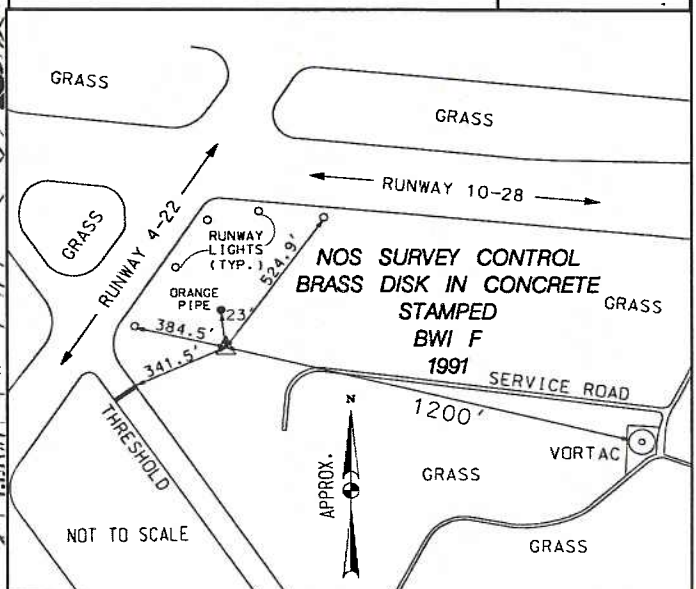 GRASS
GRASS
RUNWAY 10-28
GRASS
RUNWAY 4-22
RUNWAY
LIGHTS
(TYP.)
524.9'
NOS SURVEY CONTROL
BRASS DISK IN CONCRETE
STAMPED
BWI F
1991
GRASS
ORANGE
PIPE
23'
384.5'
341.5'
SERVICE ROAD
1200'
THRESHOLD
N
APPROX.
VORTAC
GRASS
NOT TO SCALE
GRASS